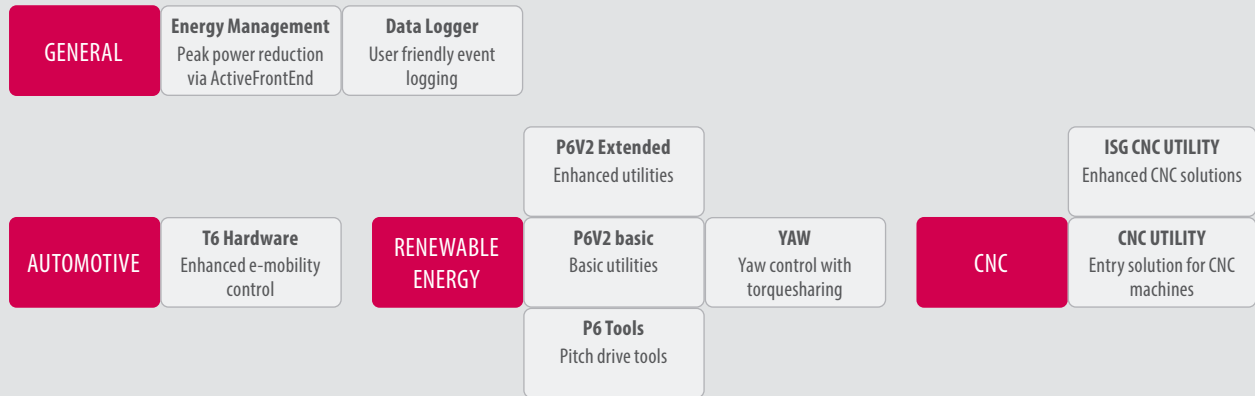 GENERAL
Energy Management
Peak power reduction
via ActiveFrontEnd
Data Logger
User friendly event
logging
AUTOMOTIVE
T6 Hardware
Enhanced e-mobility
control
RENEWABLE
ENERGY
P6V2 Extended
Enhanced utilities
P6V2 basic
Basic utilities
P6 Tools
Pitch drive tools
YAW
Yaw control with
torquesharing
CNC
ISG CNC UTILITY
Enhanced CNC solutions
CNC UTILITY
Entry solution for CNC
machines